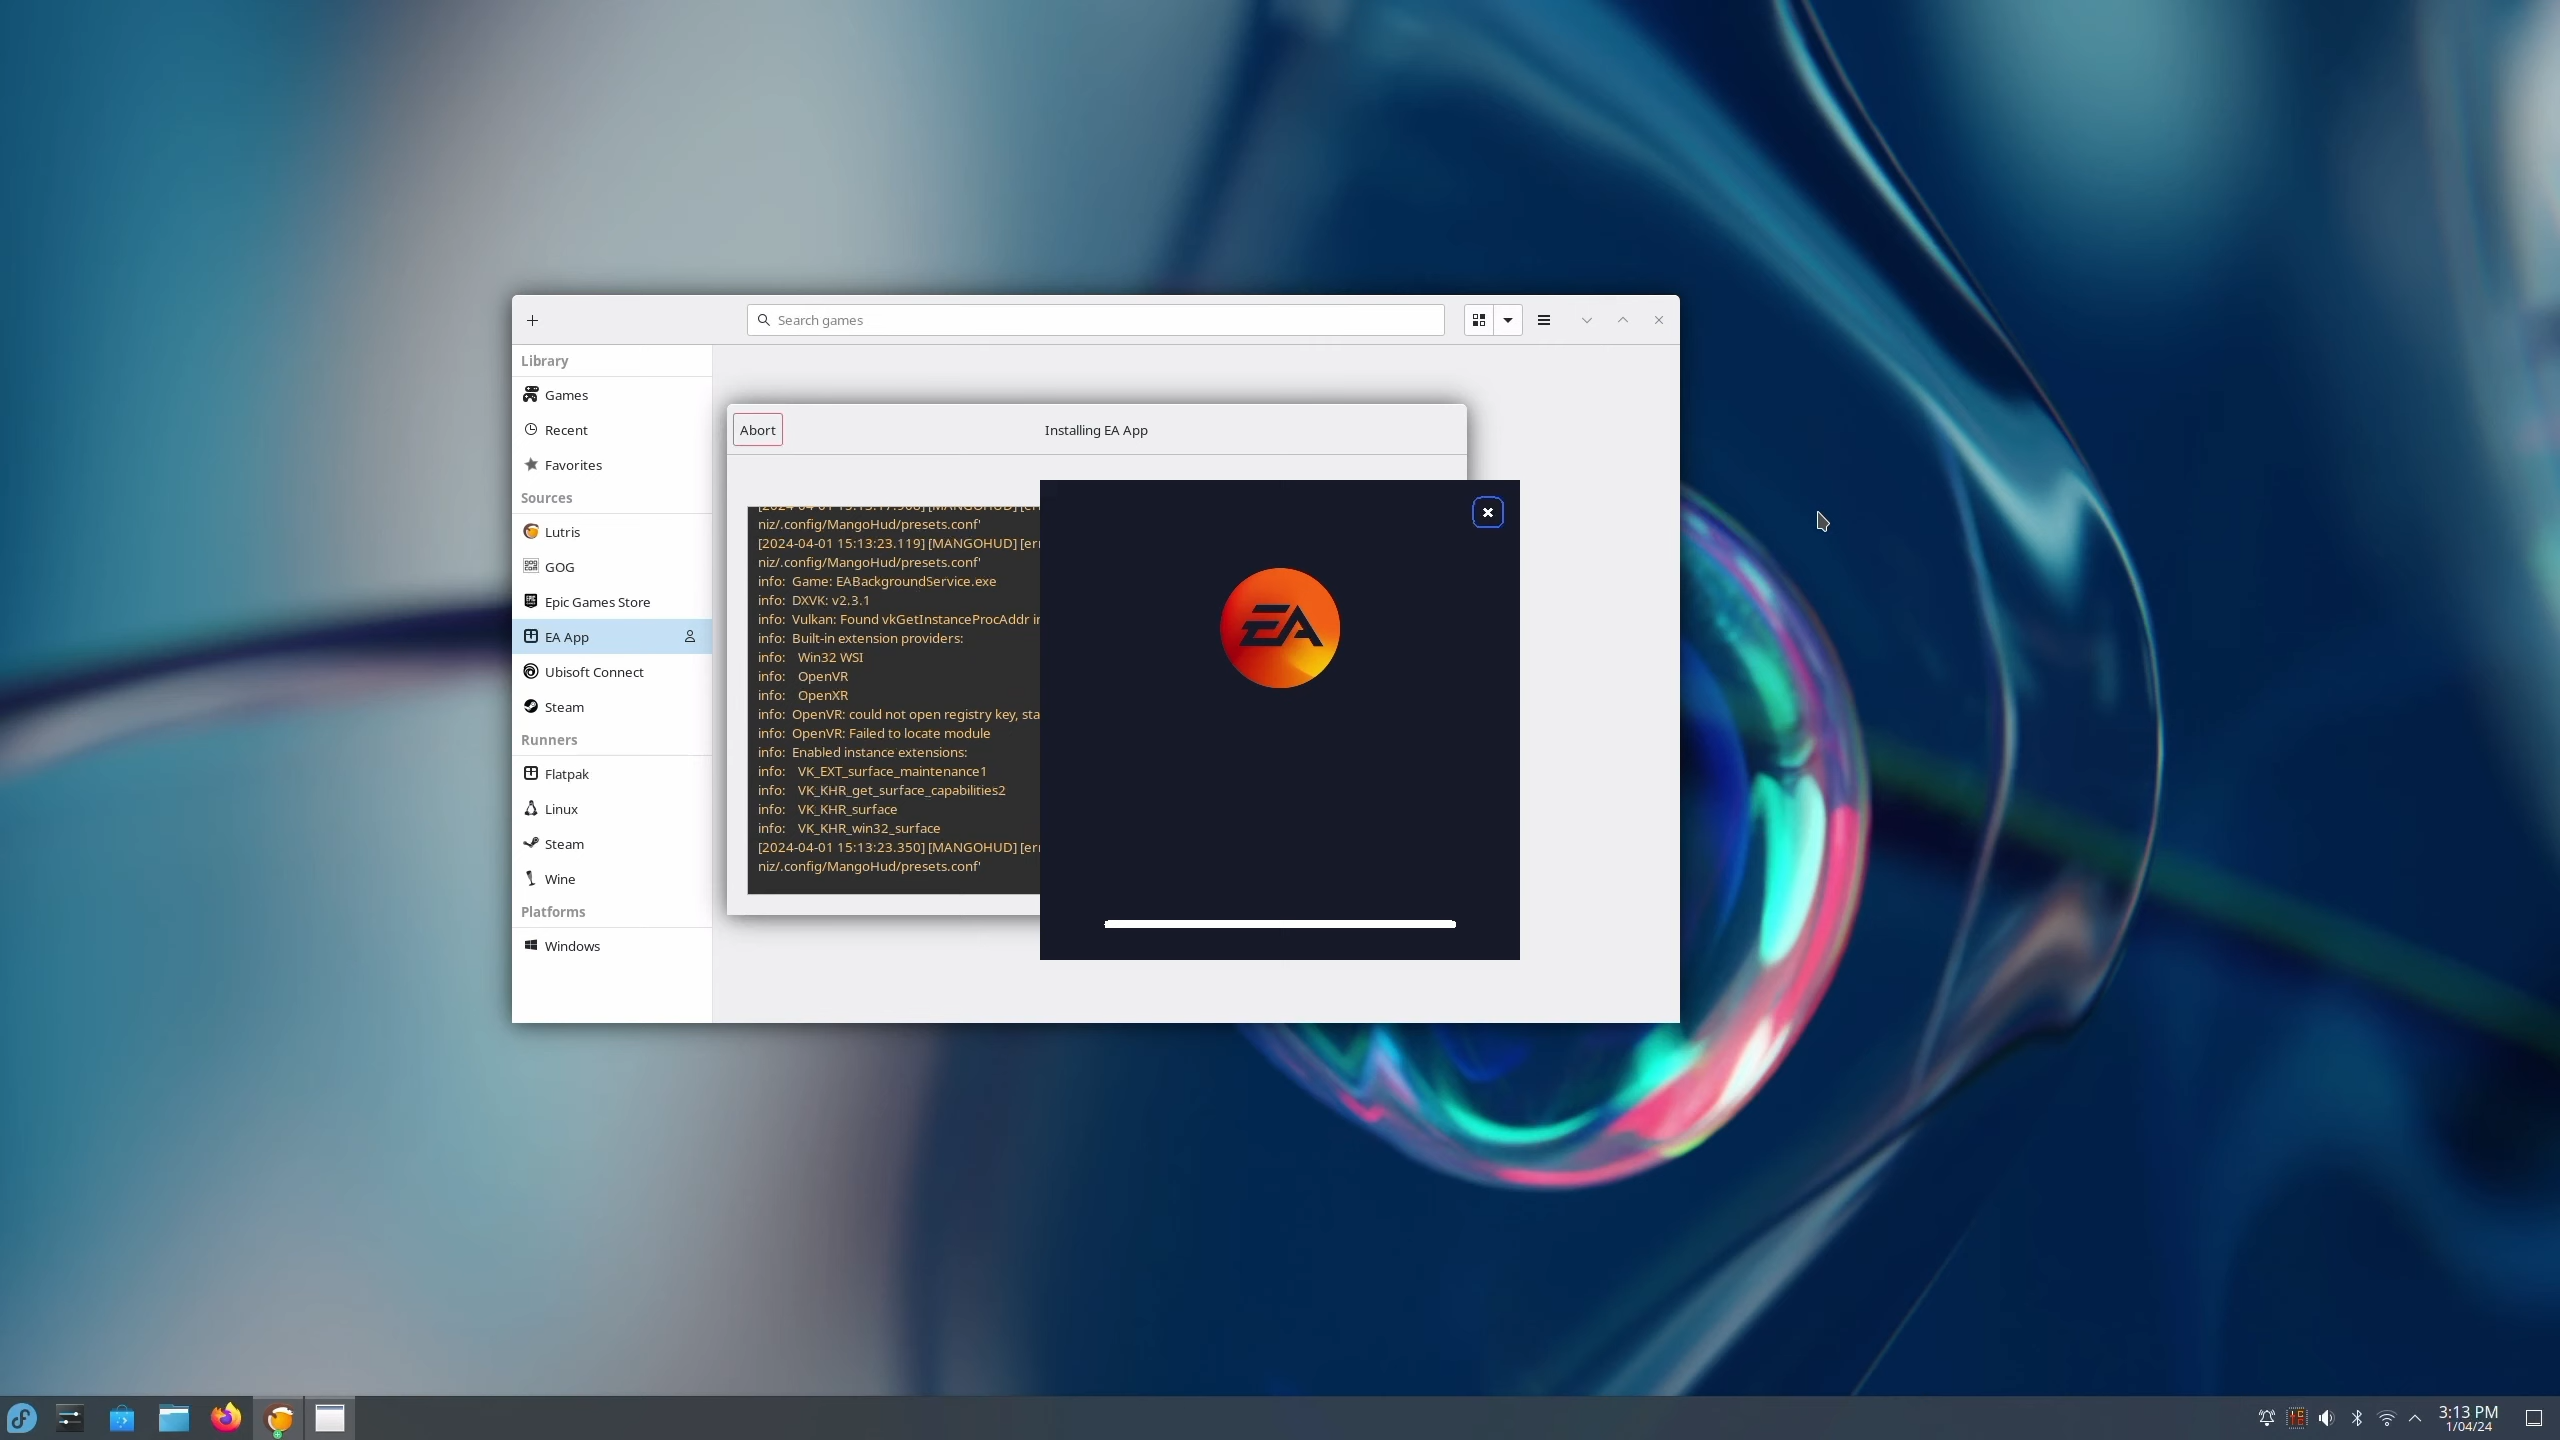 Search games
Library
Games
Recent
Favorites
Sources
Lutris
GOG
Epic Games Store
EA App
Ubisoft Connect
Steam
Runners
Flatpak
Linux
Steam
Wine
Platforms
Windows
Abort
Installing EA App
niz/.config/MangoHud/presets.conf'
[2024-04-01 15:13:23.119] [MANGOHUD]
niz/.config/MangoHud/presets.conf'
info: Game: EABackgroundService.exe
info: DXVK: v2.3.1
info: Vulkan: Found vkGetInstanceProcAddr
info: Built-in extension providers:
info: Win32 WSI
info: OpenVR
info: OpenXR
info: OpenVR: could not open registry key,
info: OpenVR: Failed to locate module
info: Enabled instance extensions:
info: VK_EXT_surface_maintenance1
info: VK_KHR_get_surface_capabilities2
info: VK_KHR_surface
info: VK_KHR_win32_surface
[2024-04-01 15:13:23.350] [MANGOHUD]
niz/.config/MangoHud/presets.conf'
EA
3:13 PM
1/04/24